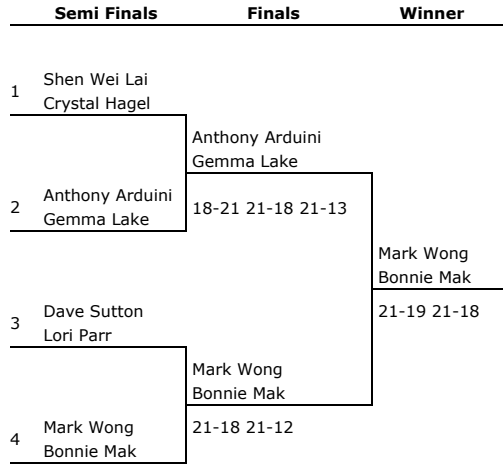 Semi Finals Finals Winner
1
Shen Wei Lai
Crystal Hagel
Anthony Arduini
Gemma Lake
2
Anthony Arduini
Gemma Lake
18-21 21-18 21-13
Mark Wong
Bonnie Mak
21-19 21-18
3
Dave Sutton
Lori Parr
Mark Wong
Bonnie Mak
21-18 21-12
4
Mark Wong
Bonnie Mak